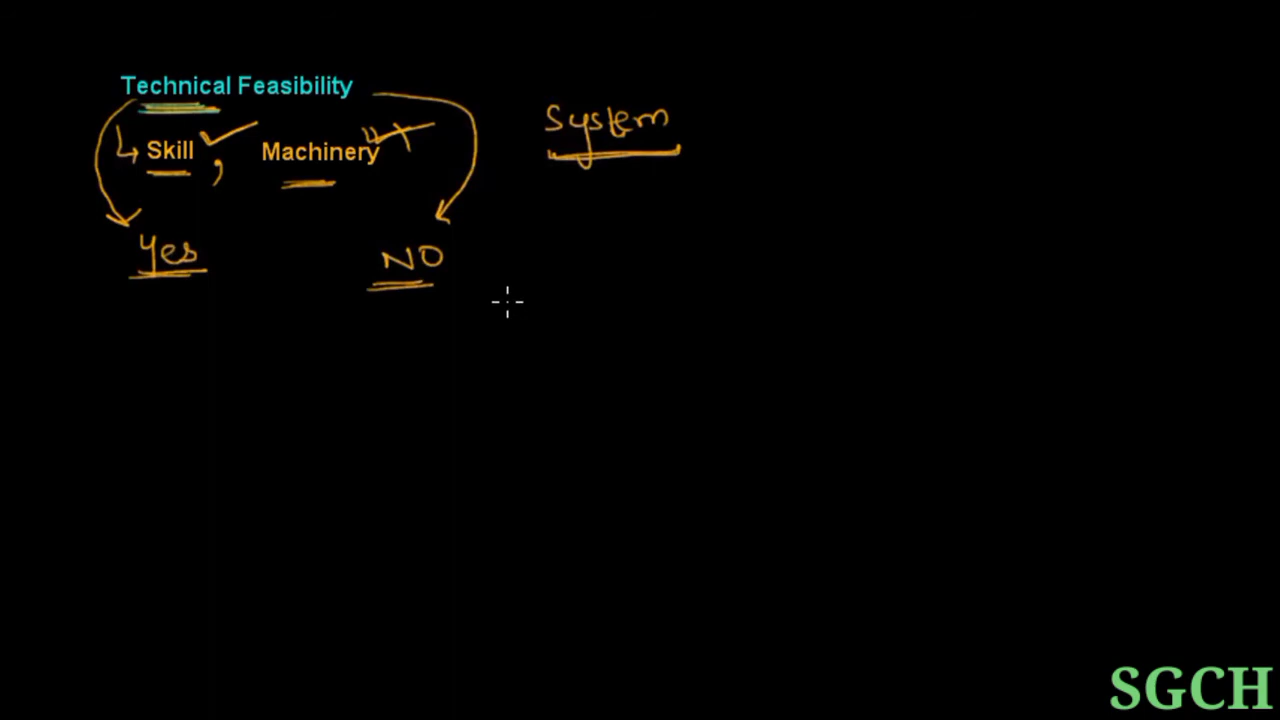 Technical Feasibility
System
Skill , Machinery
Yes
NO
SGCH